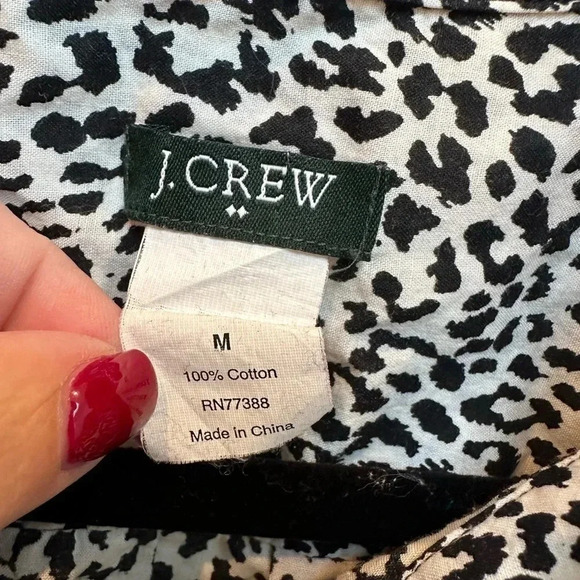 J.CREW
M
100% Cotton
RN77388
Made in China